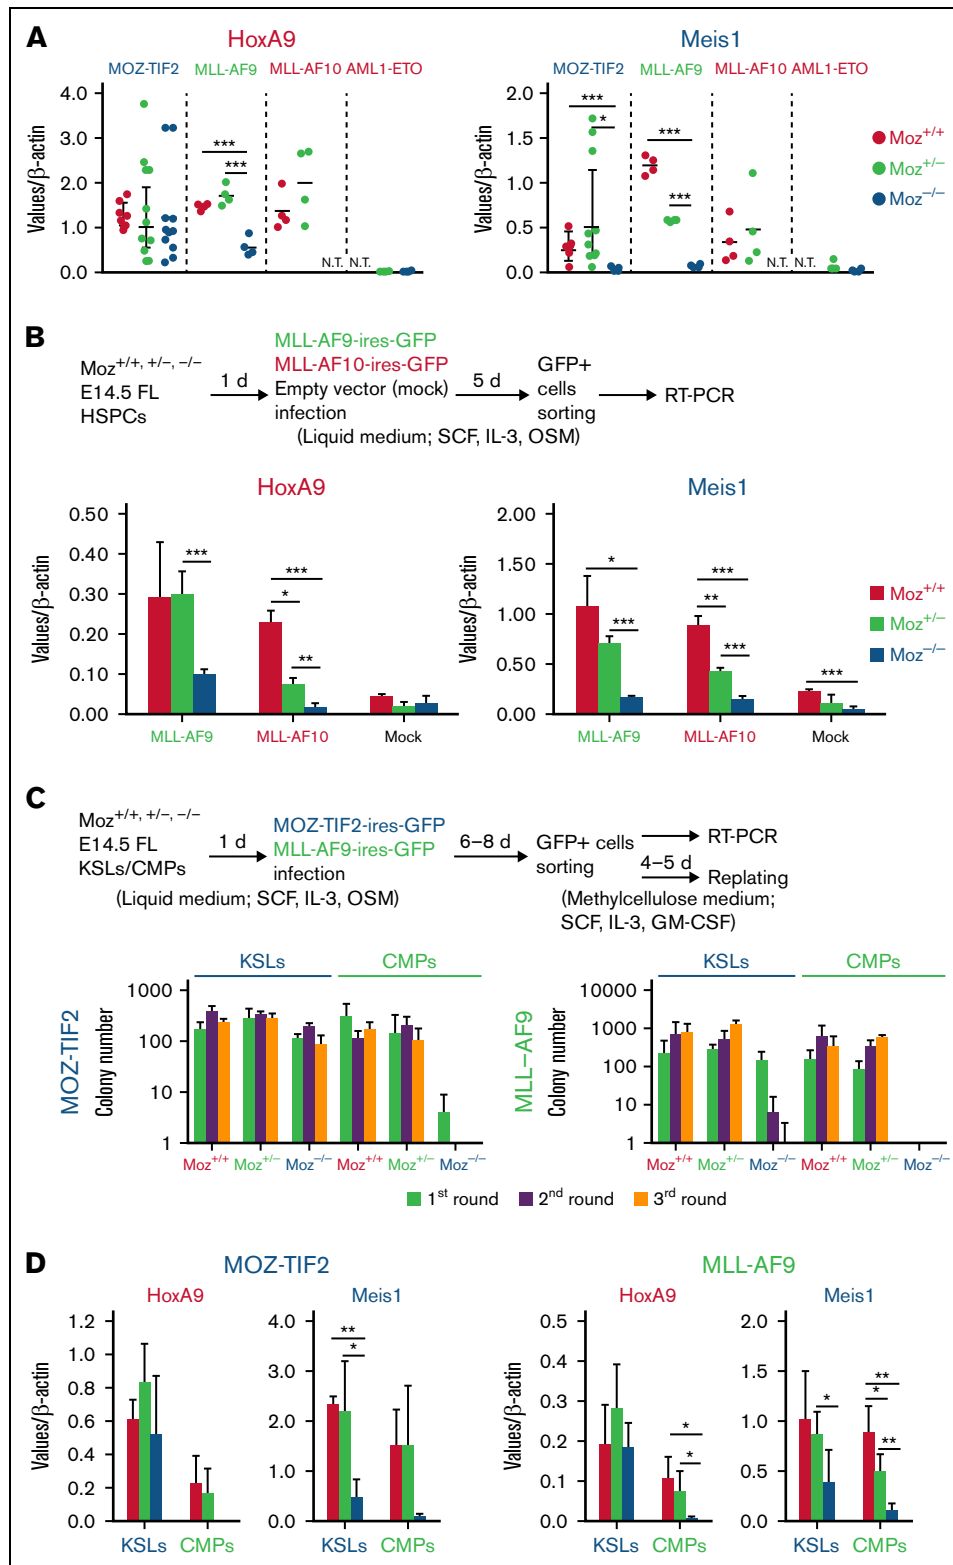 A
HoxA9
MOZ-TIF2 MLL-AF9 MLL-AF10 AML1-ETO
Values/β-actin
4.0
3.0
2.0
1.0
0.0
***
***
N.T. N.T.
Meis1
MOZ-TIF2 MLL-AF9 MLL-AF10 AML1-ETO
Values/β-actin
2.0
1.5
1.0
0.5
0.0
***
*
***
***
N.T. N.T.
Moz+/+
Moz+/−
Moz−/−
B
Moz+/+, +/−, −/−
E14.5 FL
HSPCs
1 d
MLL-AF9-ires-GFP
MLL-AF10-ires-GFP
Empty vector (mock)
infection
(Liquid medium; SCF, IL-3, OSM)
5 d
GFP+
cells
sorting
RT-PCR
HoxA9
Values/β-actin
0.50
0.40
0.30
0.20
0.10
0.00
***
***
*
**
MLL-AF9 MLL-AF10 Mock
Meis1
Values/β-actin
2.00
1.50
1.00
0.50
0.00
*
***
***
**
***
***
MLL-AF9 MLL-AF10 Mock
Moz+/+
Moz+/−
Moz−/−
C
Moz+/+, +/−, −/−
E14.5 FL
KSLs/CMPs
1 d
MOZ-TIF2-ires-GFP
MLL-AF9-ires-GFP
infection
(Liquid medium; SCF, IL-3, OSM)
6–8 d
GFP+ cells
sorting
RT-PCR
4–5 d
Replating
(Methylcellulose medium;
SCF, IL-3, GM-CSF)
KSLs CMPs
MOZ-TIF2
Colony number
1000
100
10
1
Moz+/+ Moz+/− Moz−/− Moz+/+ Moz+/− Moz−/−
KSLs CMPs
MLL–AF9
Colony number
10000
1000
100
10
1
Moz+/+ Moz+/− Moz−/− Moz+/+ Moz+/− Moz−/−
1st round 2nd round 3rd round
D
MOZ-TIF2
HoxA9
Values/β-actin
1.2
1.0
0.8
0.6
0.4
0.2
0.0
KSLs CMPs
Meis1
4.0
3.0
2.0
1.0
0.0
**
*
KSLs CMPs
MLL-AF9
HoxA9
Values/β-actin
0.5
0.4
0.3
0.2
0.1
0.0
*
*
KSLs CMPs
Meis1
2.0
1.5
1.0
0.5
0.0
*
**
*
**
KSLs CMPs